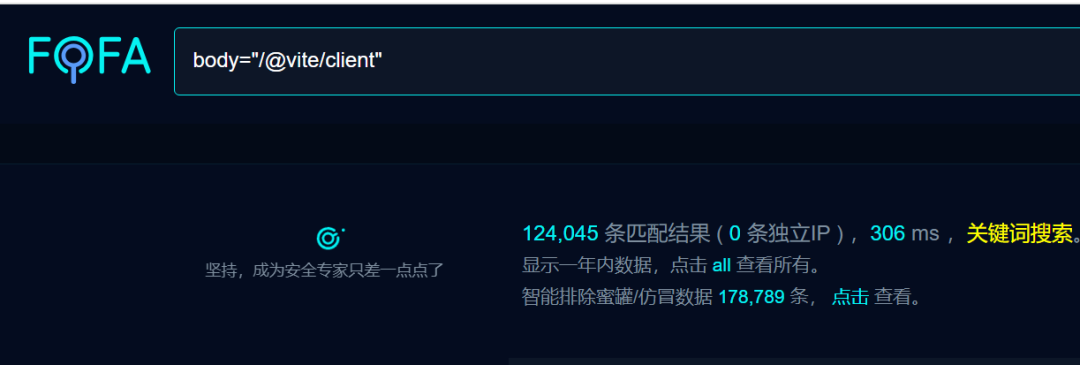 FOFA
body="/@vite/client"
124,045 条匹配结果 ( 0 条独立IP ) ，306 ms ，关键词搜索。
显示一年内数据，点击 all 查看所有。
智能排除蜜罐/仿冒数据 178,789 条， 点击 查看。
坚持，成为安全专家只差一点点了